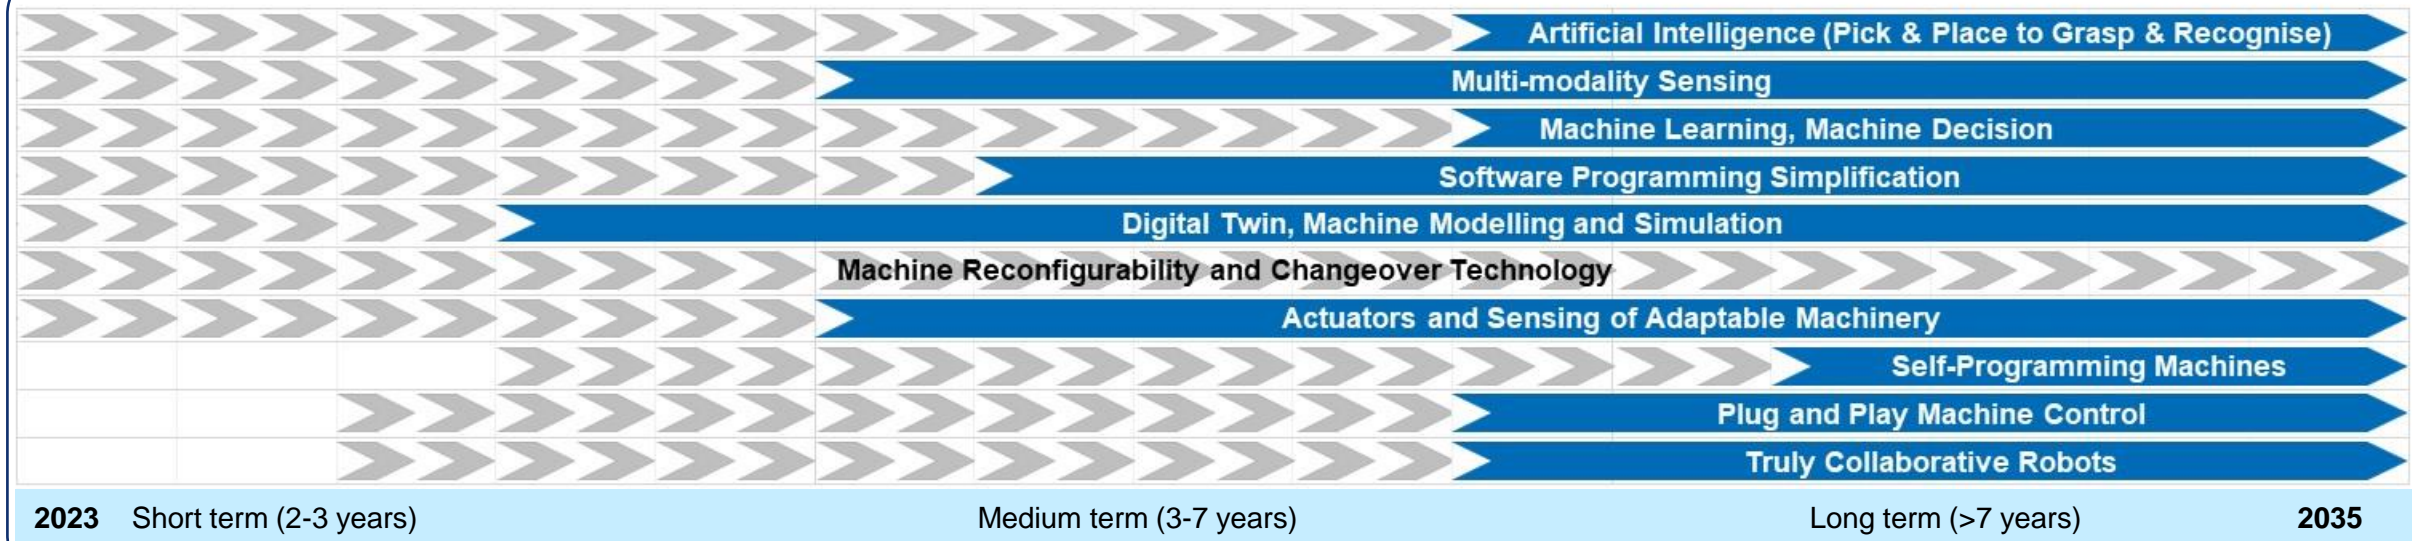 Artificial Intelligence (Pick & Place to Grasp & Recognise)
Multi-modality Sensing
Machine Learning, Machine Decision
Software Programming Simplification
Digital Twin, Machine Modelling and Simulation
Machine Reconfigurability and Changeover Technology
Actuators and Sensing of Adaptable Machinery
Self-Programming Machines
Plug and Play Machine Control
Truly Collaborative Robots
2023 Short term (2-3 years) Medium term (3-7 years) Long term (>7 years) 2035